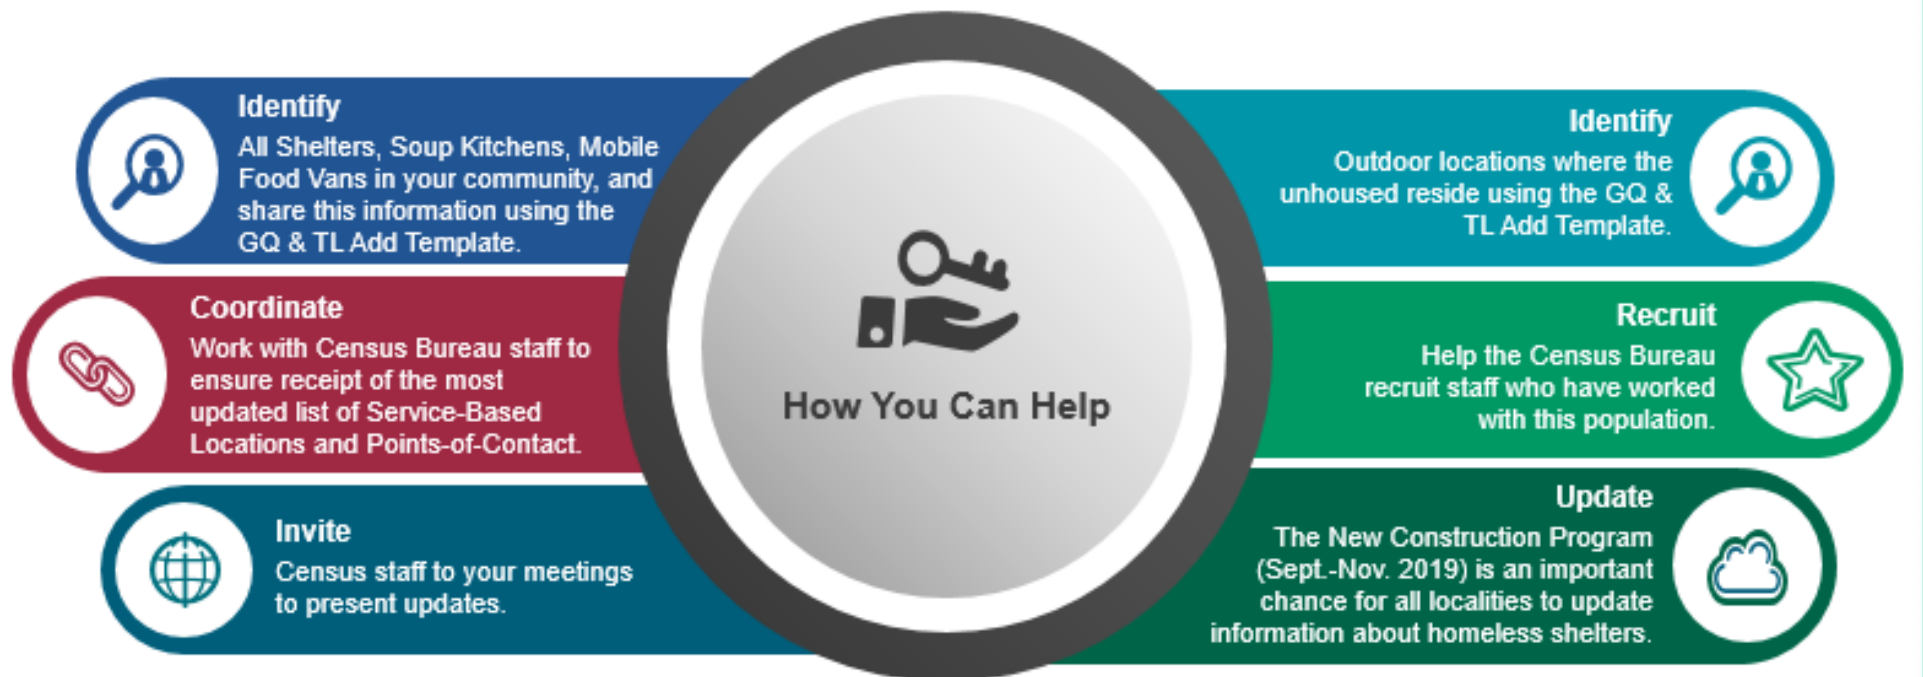 Identify
All Shelters, Soup Kitchens, Mobile
Food Vans in your community, and
share this information using the
GQ & TL Add Template.
Coordinate
Work with Census Bureau staff to
ensure receipt of the most
updated list of Service-Based
Locations and Points-of-Contact.
Invite
Census staff to your meetings
to present updates.
How You Can Help
Identify
Outdoor locations where the
unhoused reside using the GQ &
TL Add Template.
Recruit
Help the Census Bureau
recruit staff who have worked
with this population.
Update
The New Construction Program
(Sept.-Nov. 2019) is an important
chance for all localities to update
information about homeless shelters.